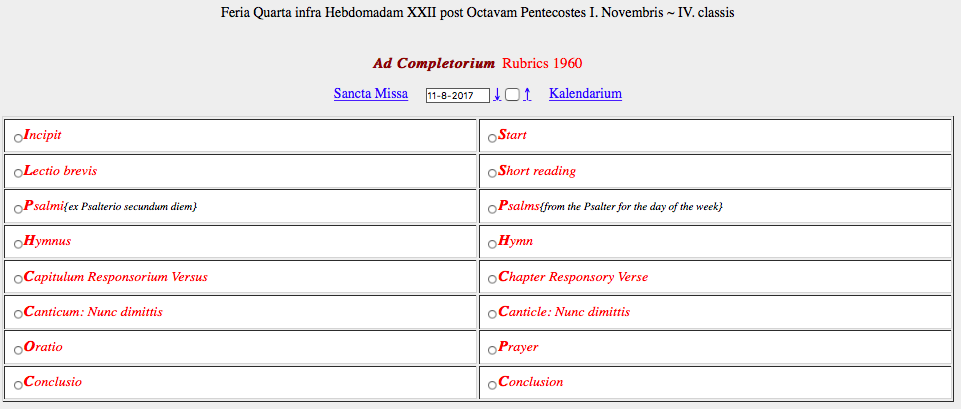 Feria Quarta infra Hebdomadam XXII post Octavam Pentecostes I. Novembris ~ IV. classis
Ad Completorium Rubrics 1960
Sancta Missa 11-8-2017 ↓ ↑ Kalendarium
Incipit Start
Lectio brevis Short reading
Psalmi{ex Psalterio secundum diem} Psalms{from the Psalter for the day of the week}
Hymnus Hymn
Capitulum Responsorium Versus Chapter Responsory Verse
Canticum: Nunc dimittis Canticle: Nunc dimittis
Oratio Prayer
Conclusio Conclusion